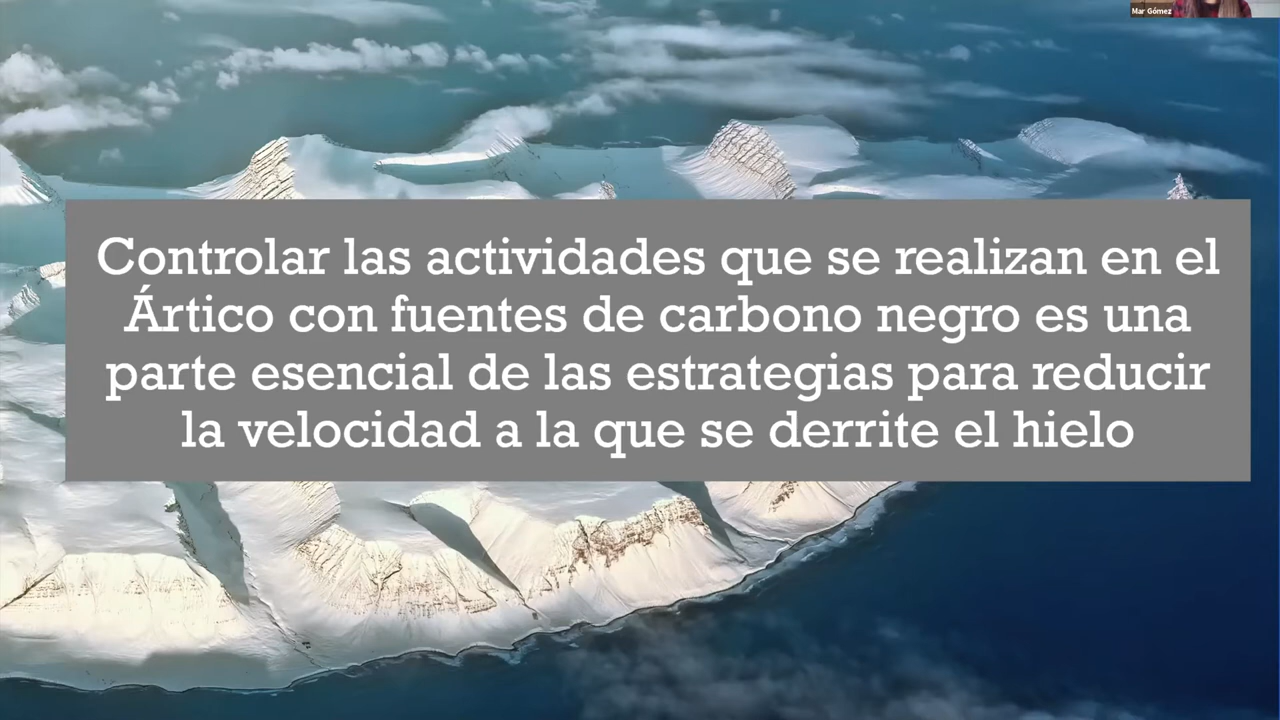 Mar Gómez
Controlar las actividades que se realizan en el
Ártico con fuentes de carbono negro es una
parte esencial de las estrategias para reducir
la velocidad a la que se derrite el hielo